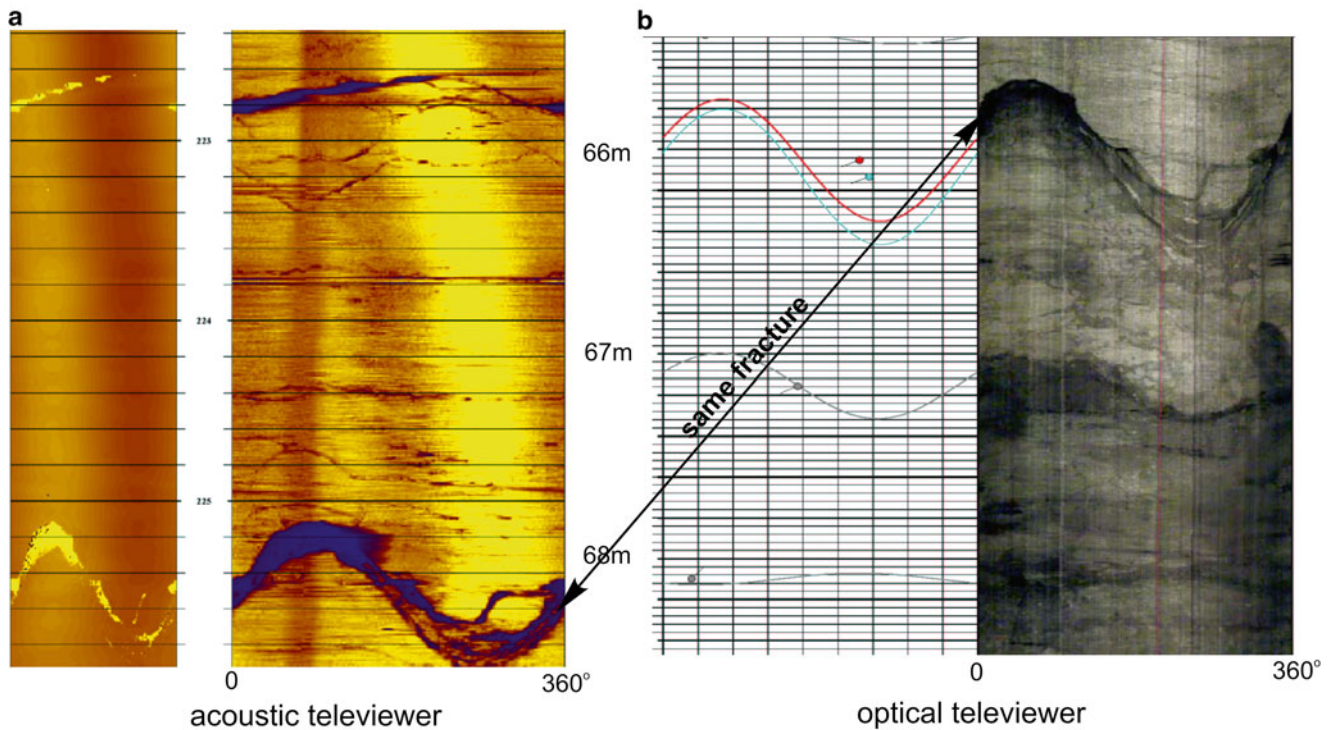 a
b
223
224
225
66m
67m
68m
same fracture
0
360°
acoustic televiewer
0
360°
optical televiewer